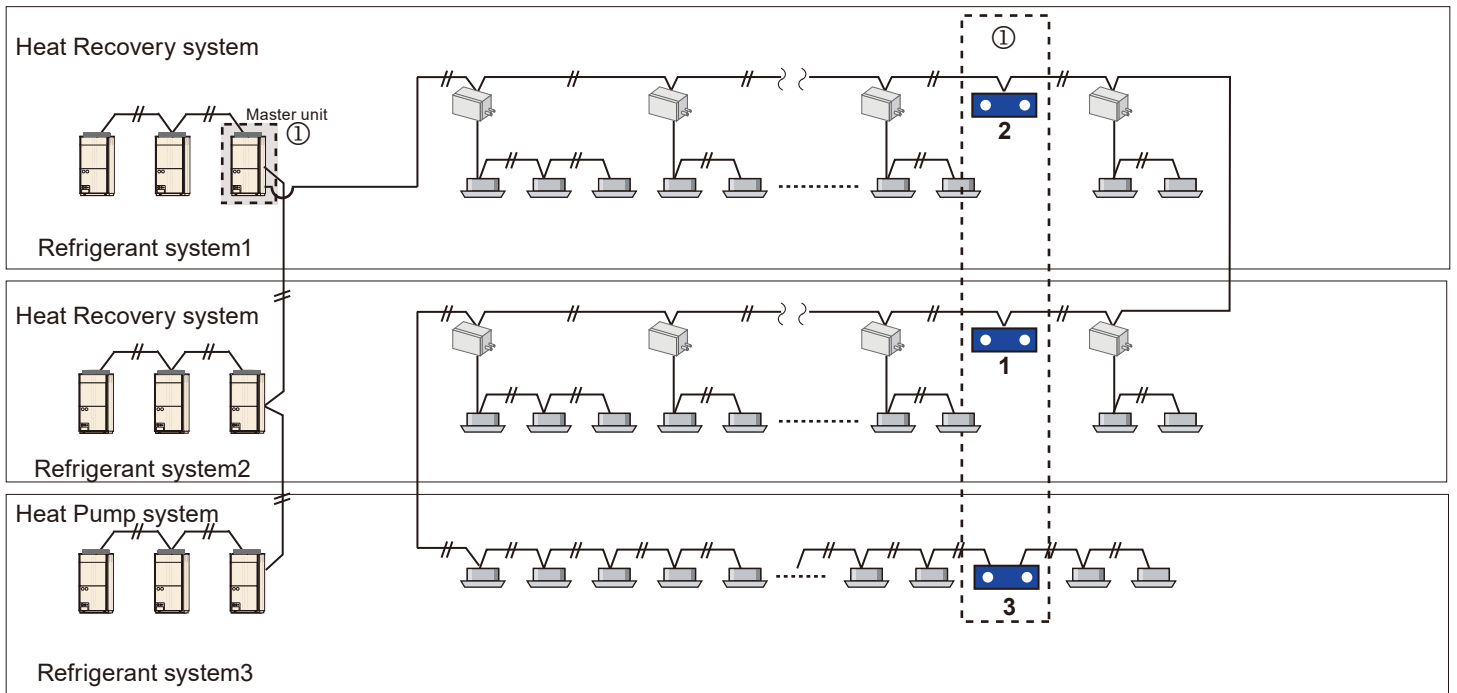 Heat Recovery system
①
Master unit
①
2
Refrigerant system1
Heat Recovery system
1
Refrigerant system2
Heat Pump system
3
Refrigerant system3